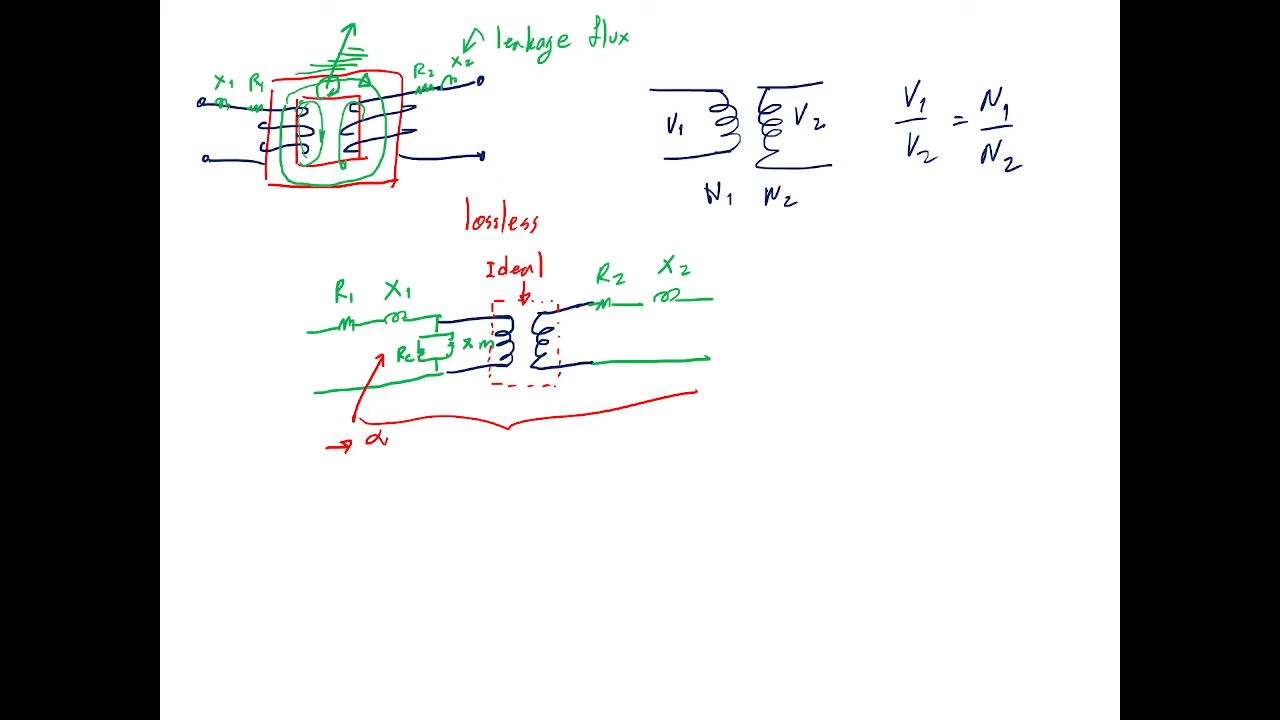 leakage flux
X1 R1
R2 X2
V1 V2
N1 N2
V1/V2 = N1/N2
lossless
Ideal
R1 X1
R2 X2
Rc Xm
α